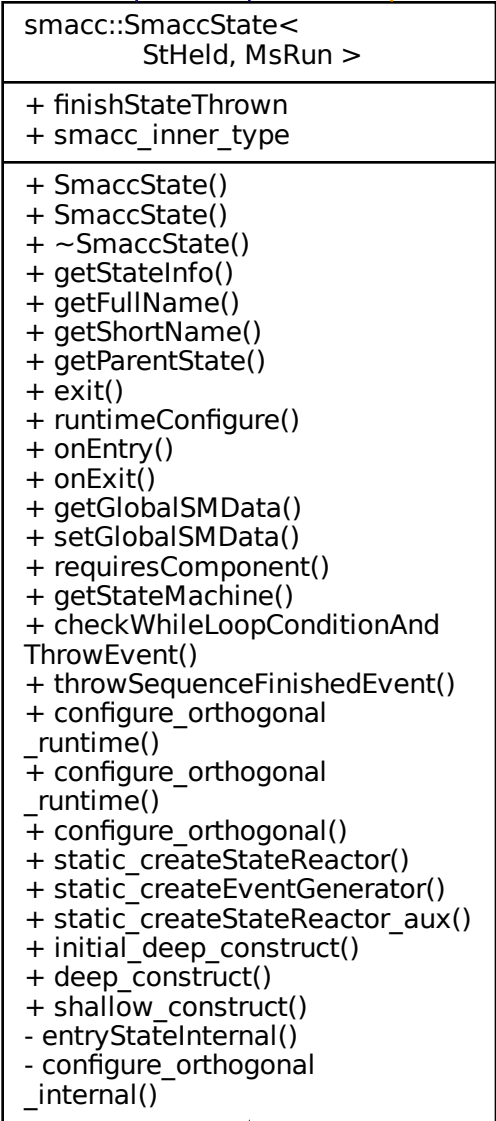 smacc::SmaccState<
StHeld, MsRun >
+ finishStateThrown
+ smacc_inner_type
+ SmaccState()
+ SmaccState()
+ ~SmaccState()
+ getStateInfo()
+ getFullName()
+ getShortName()
+ getParentState()
+ exit()
+ runtimeConfigure()
+ onEntry()
+ onExit()
+ getGlobalSMData()
+ setGlobalSMData()
+ requiresComponent()
+ getStateMachine()
+ checkWhileLoopConditionAnd
ThrowEvent()
+ throwSequenceFinishedEvent()
+ configure_orthogonal
_runtime()
+ configure_orthogonal
_runtime()
+ configure_orthogonal()
+ static_createStateReactor()
+ static_createEventGenerator()
+ static_createStateReactor_aux()
+ initial_deep_construct()
+ deep_construct()
+ shallow_construct()
- entryStateInternal()
- configure_orthogonal
_internal()